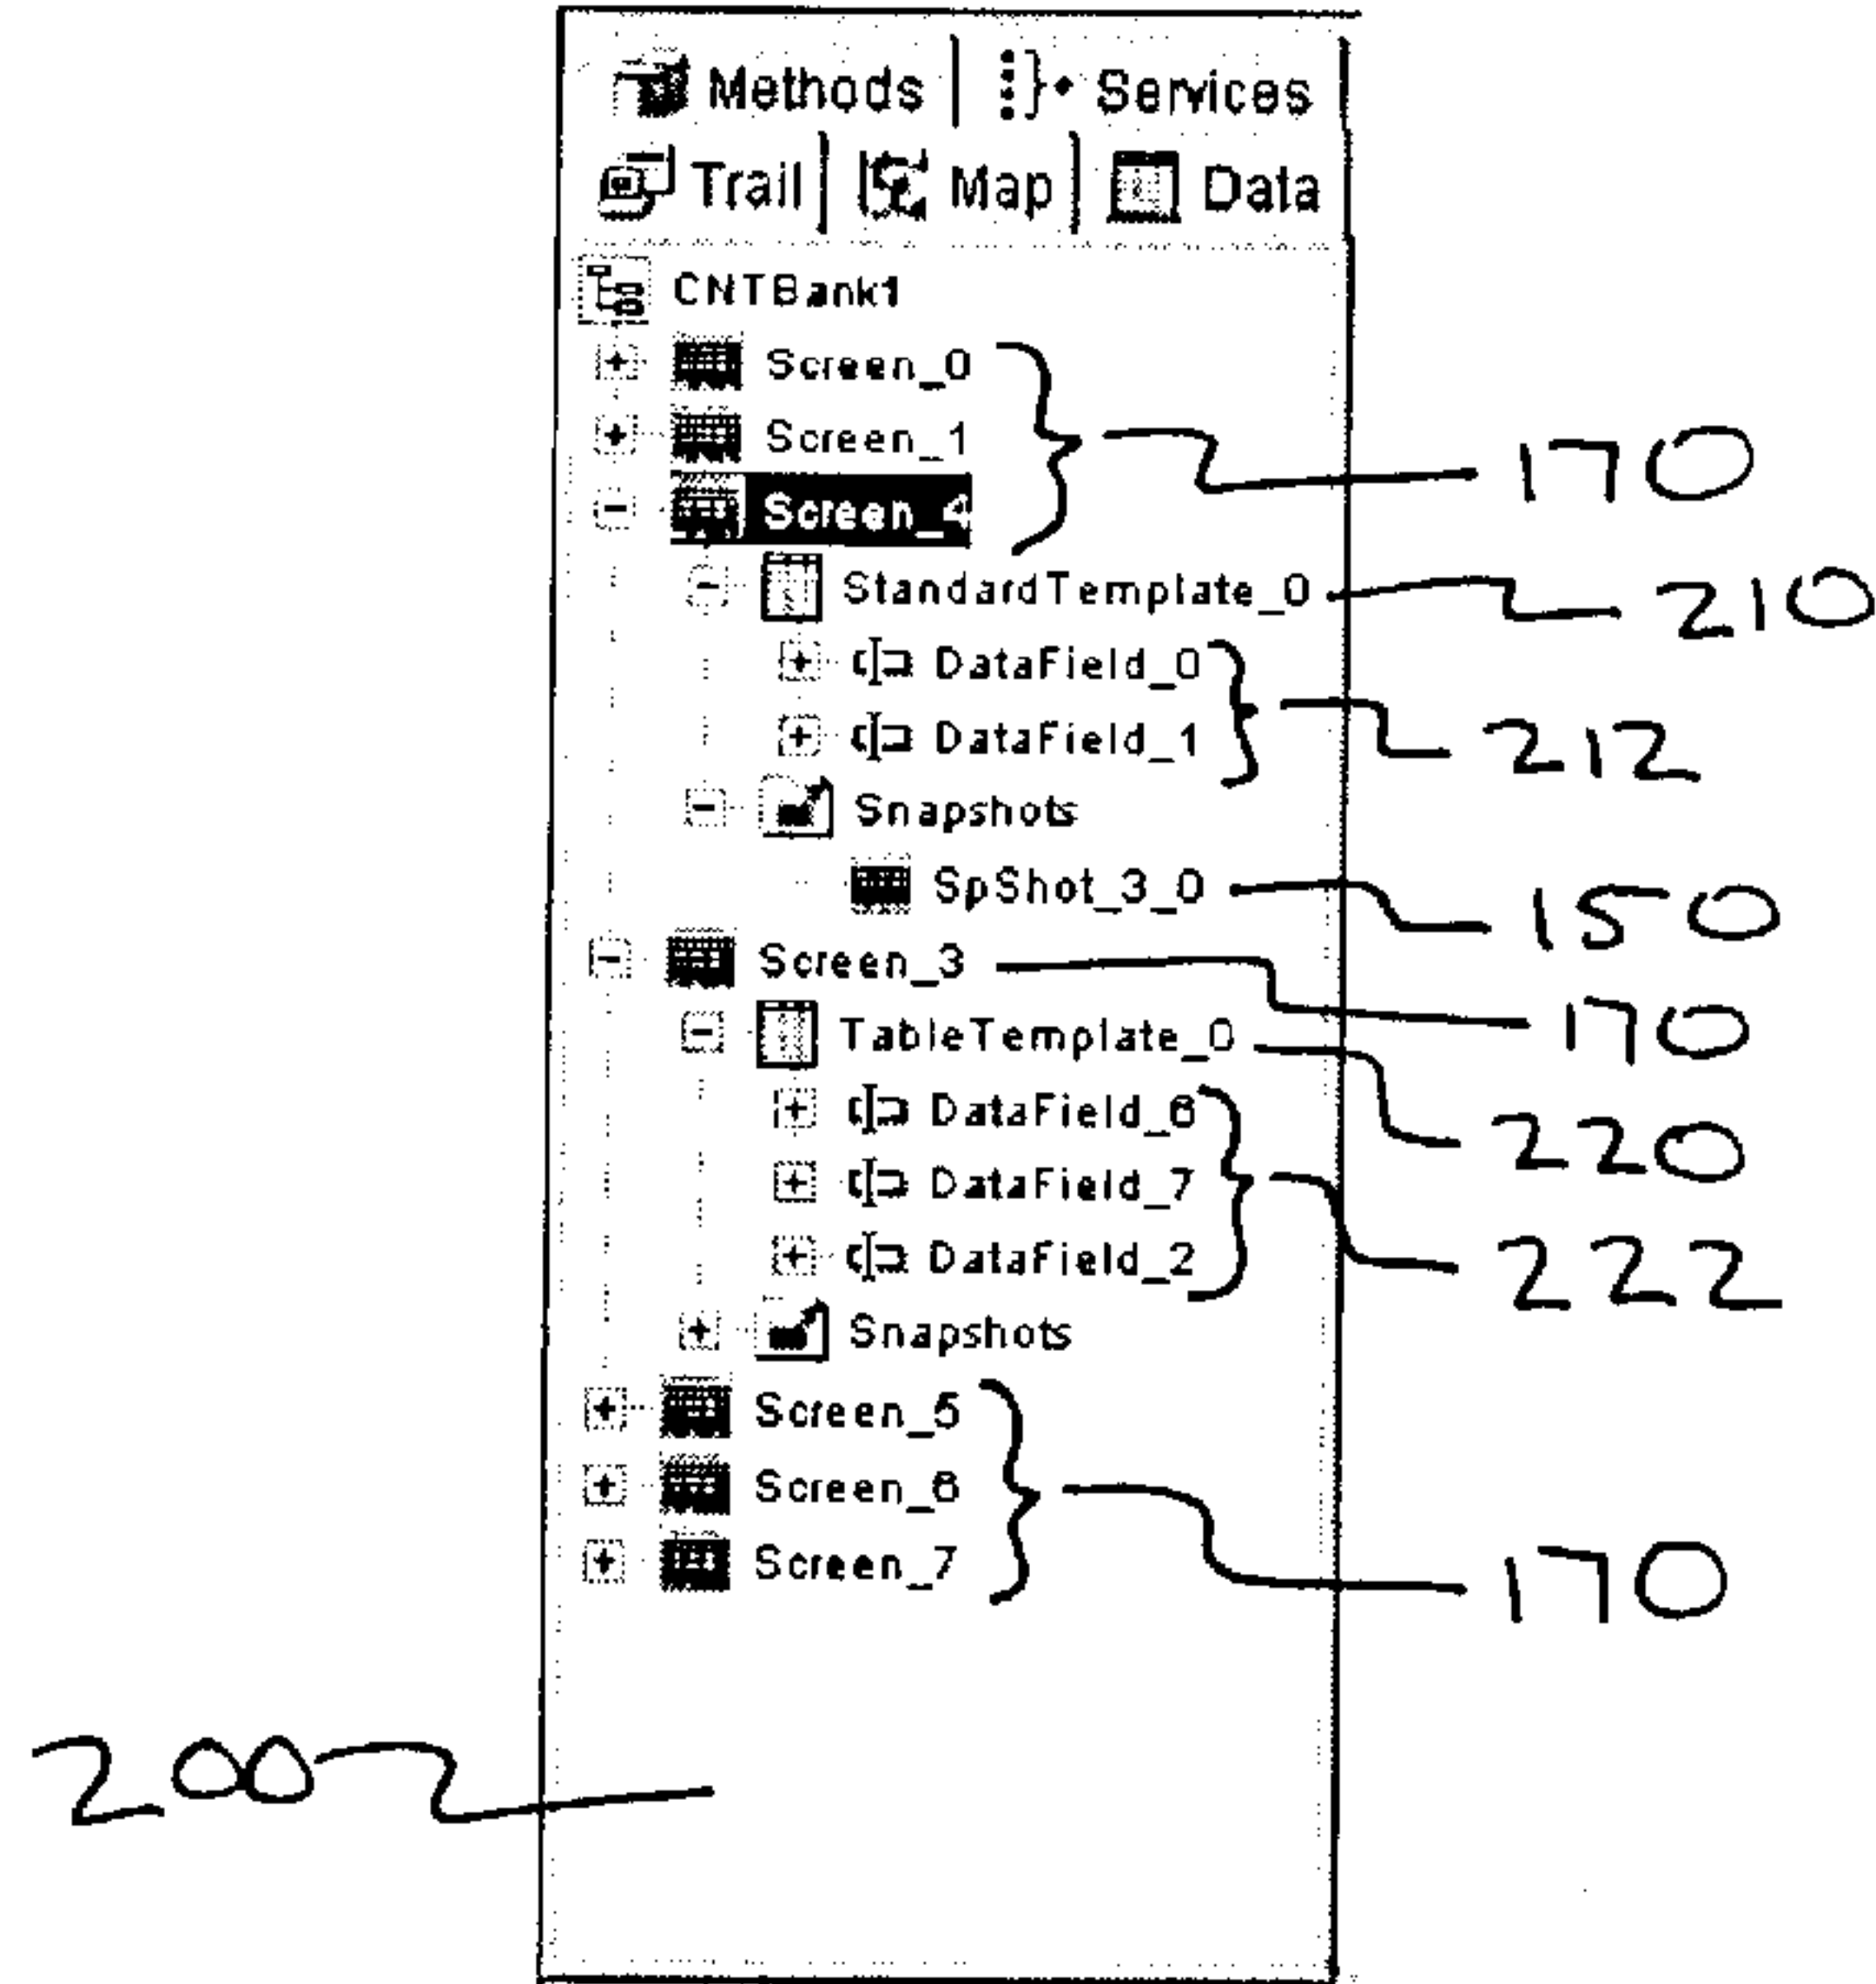 Methods Services
Trail Map Data
CNTBank1
Screen_0
Screen_1
170
Screen_4
StandardTemplate_0 210
DataField_0
DataField_1 212
Snapshots
SpShot_3_0 150
Screen_3 170
TableTemplate_0 220
DataField_6
DataField_7
222
DataField_2
Snapshots
Screen_5
Screen_6
Screen_7 170
200